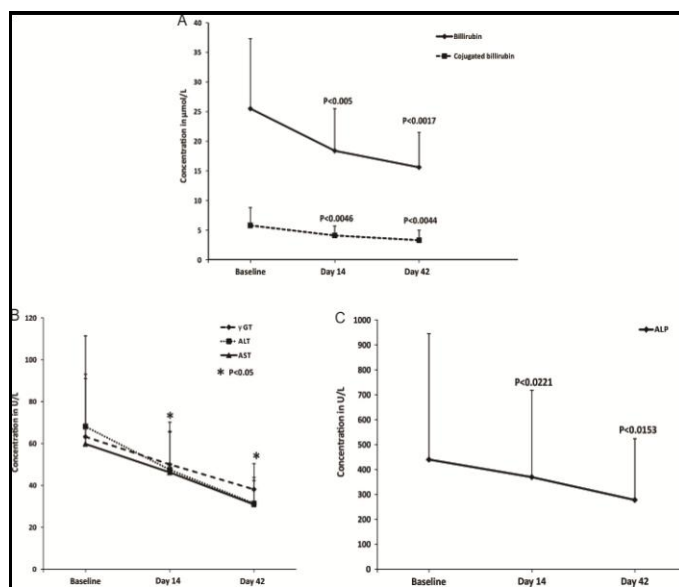 A
Concentration in µmol/L
40
35
30
25
20
15
10
5
0
Billirubin
Cojugated billirubin
P<0.005
P<0.0017
P<0.0046
P<0.0044
Baseline
Day 14
Day 42
B
Concentration in U/L
120
100
80
60
40
20
0
γ GT
ALT
AST
* P<0.05
*
*
Baseline
Day 14
Day 42
C
Concentration in U/L
1000
900
800
700
600
500
400
300
200
100
0
ALP
P<0.0221
P<0.0153
Baseline
Day 14
Day 42